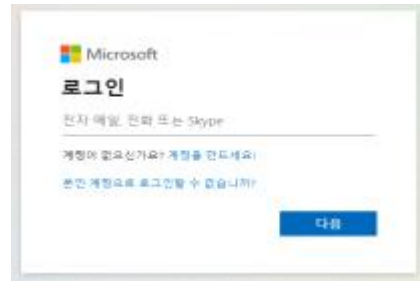 Microsoft
로그인
전자 메일, 전화 또는 Skype
계정이 없으신가요? 계정을 만드세요!
본인 계정으로 로그인할 수 없습니까?
다음